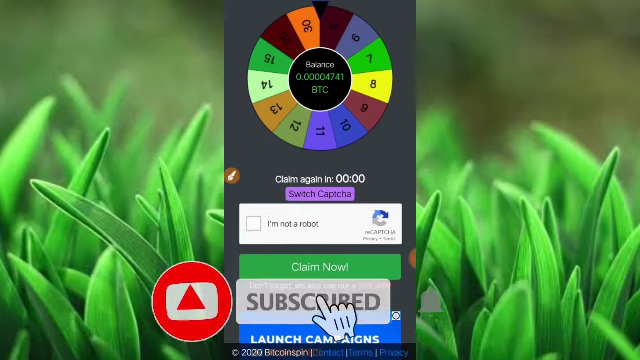 30
6
7
15
8
14
9
13
10
12
11
Balance
0.00004741
BTC
Claim again in: 00:00
Switch Captcha
I'm not a robot
reCAPTCHA
Privacy - Terms
Claim Now!
SUBSCRIBED
LAUNCH CAMPAIGNS
© 2020 Bitcoinspin |Contact |Terms | Privacy